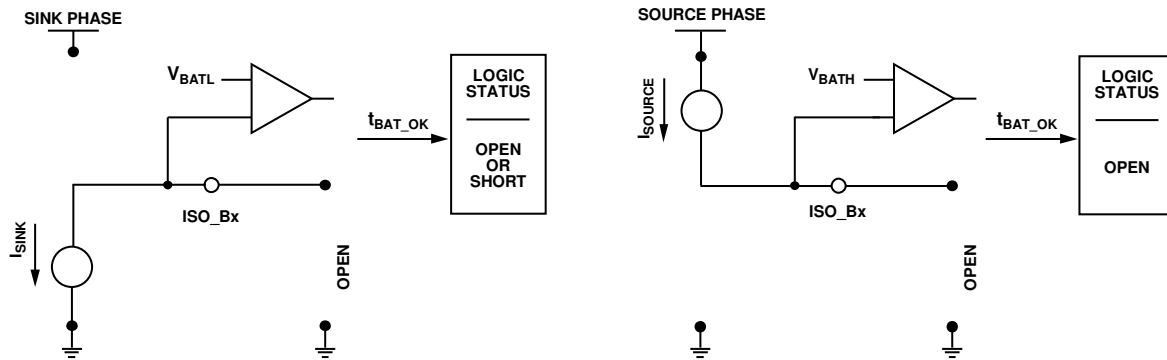 SINK PHASE
V_BATL
LOGIC
STATUS
t_BAT_OK
OPEN
OR
SHORT
ISO_Bx
I_SINK
OPEN
SOURCE PHASE
I_SOURCE
V_BATH
LOGIC
STATUS
t_BAT_OK
OPEN
ISO_Bx
OPEN